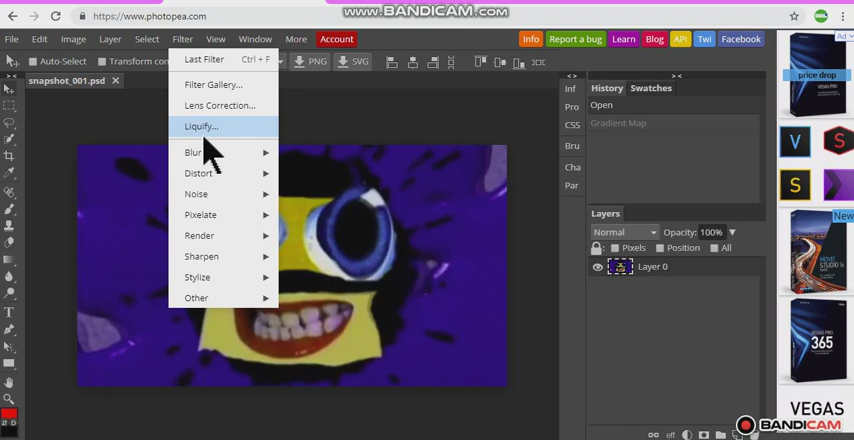 https://www.photopea.com
www.BANDICAM.com
File Edit Image Layer Select Filter View Window More Account
Info Report a bug Learn Blog API Twi Facebook
Ad
Auto-Select Transform con
PNG SVG
snapshot_001.psd
Last Filter Ctrl + F
Filter Gallery...
Lens Correction...
Liquify...
Blur
Distort
Noise
Pixelate
Render
Sharpen
Stylize
Other
Inf
Pro
CSS
Bru
Cha
Par
History Swatches
Open
Gradient Map
Layers
Normal Opacity: 100%
Pixels Position All
Layer 0
eff
D
price drop
V S
S
New
MOVIE
STUDIO
VEGAS PRO
365
VEGAS
BANDICAM